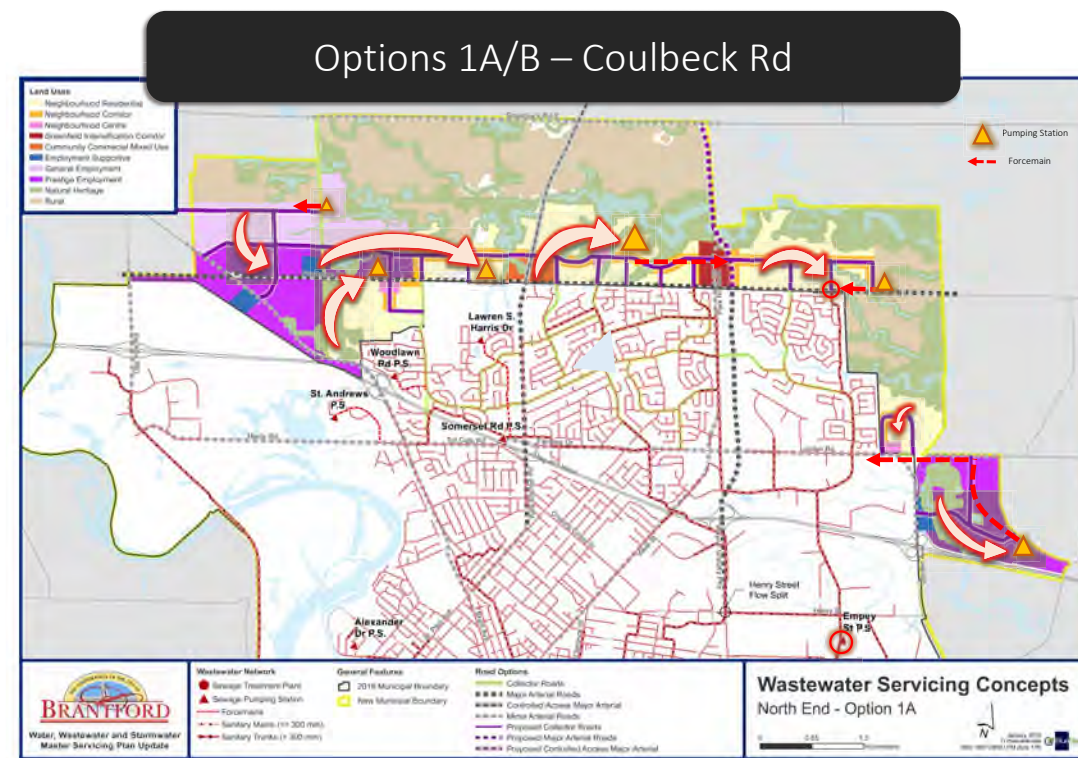 Options 1A/B – Coulbeck Rd
Land Uses
Neighbourhood Residential
Neighbourhood Corridor
Neighbourhood Centre
Greenfield Intensification Corridor
Community Commercial Mixed Use
Employment Supportive
General Employment
Prestige Employment
Natural Heritage
Rural
Pumping Station
Forcemain
Lawren S.
Harris Dr
Woodlawn
Rd P.S.
St. Andrews
P.S.
Somerset Rd P.S.
Henry Street
Flow Split
Empey
St P.S.
Alexander
Dr P.S.
BRANTFORD
Water, Wastewater and Stormwater
Master Servicing Plan Update
Wastewater Network
Sewage Treatment Plant
Sewage Pumping Station
Forcemains
Sanitary Mains (<= 300 mm)
Sanitary Trunks (> 300 mm)
General Features
2016 Municipal Boundary
New Municipal Boundary
Road Options
Collector Roads
Major Arterial Roads
Controlled Access Major Arterial
Minor Arterial Roads
Proposed Collector Roads
Proposed Major Arterial Roads
Proposed Controlled Access Major Arterial
Wastewater Servicing Concepts
North End - Option 1A
N